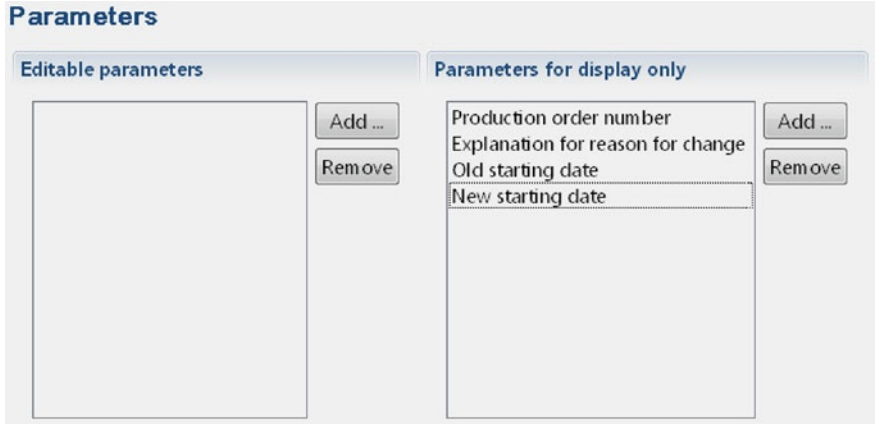 Parameters
Editable parameters
Add ...
Remove
Parameters for display only
Production order number
Explanation for reason for change
Old starting date
New starting date
Add ...
Remove